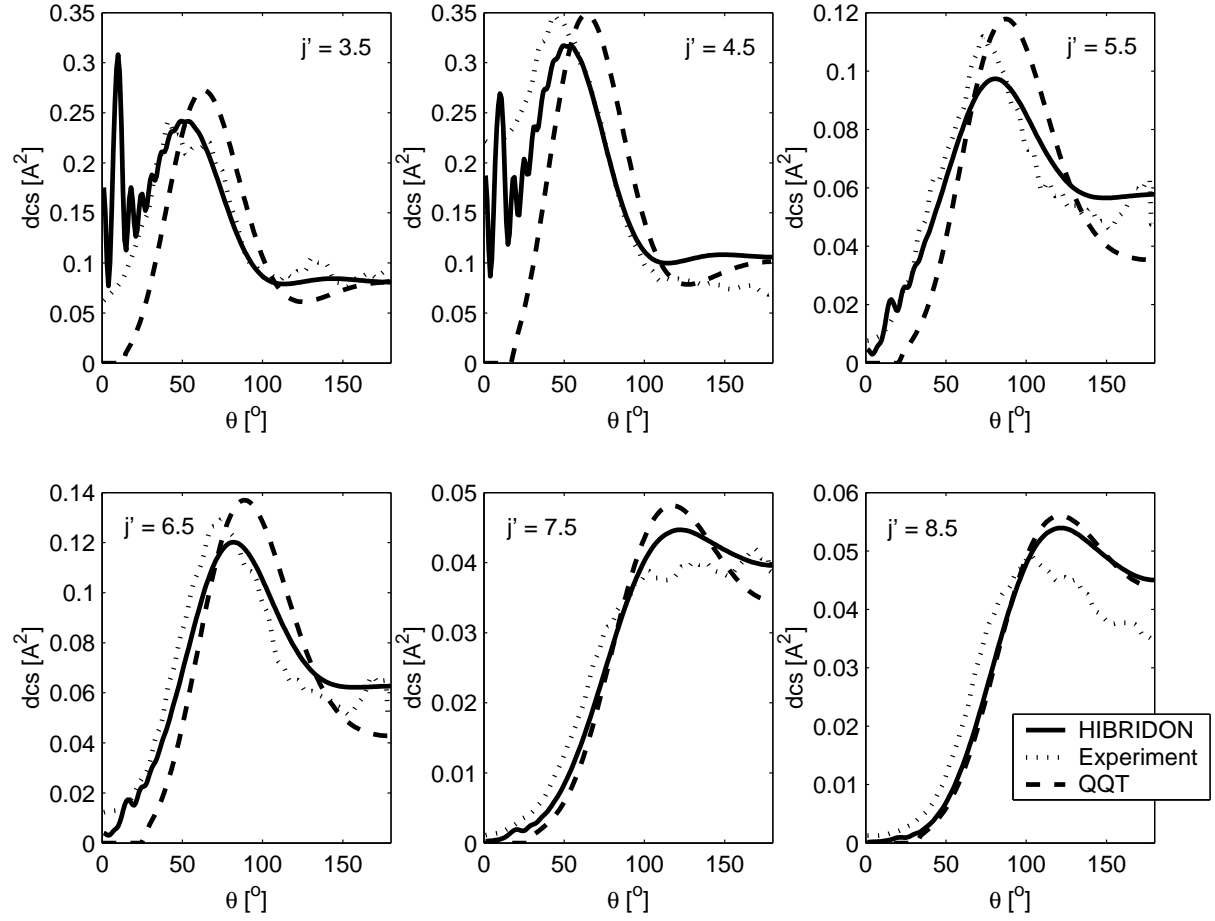 j' = 3.5
dcs [A²]
0.35
0.3
0.25
0.2
0.15
0.1
0.05
0
0 50 100 150
θ [°]
j' = 4.5
dcs [A²]
0.35
0.3
0.25
0.2
0.15
0.1
0.05
0
0 50 100 150
θ [°]
j' = 5.5
dcs [A²]
0.12
0.1
0.08
0.06
0.04
0.02
0
0 50 100 150
θ [°]
j' = 6.5
dcs [A²]
0.14
0.12
0.1
0.08
0.06
0.04
0.02
0
0 50 100 150
θ [°]
j' = 7.5
dcs [A²]
0.05
0.04
0.03
0.02
0.01
0
0 50 100 150
θ [°]
j' = 8.5
dcs [A²]
0.06
0.05
0.04
0.03
0.02
0.01
0
0 50 100 150
θ [°]
HIBRIDON
Experiment
QQT